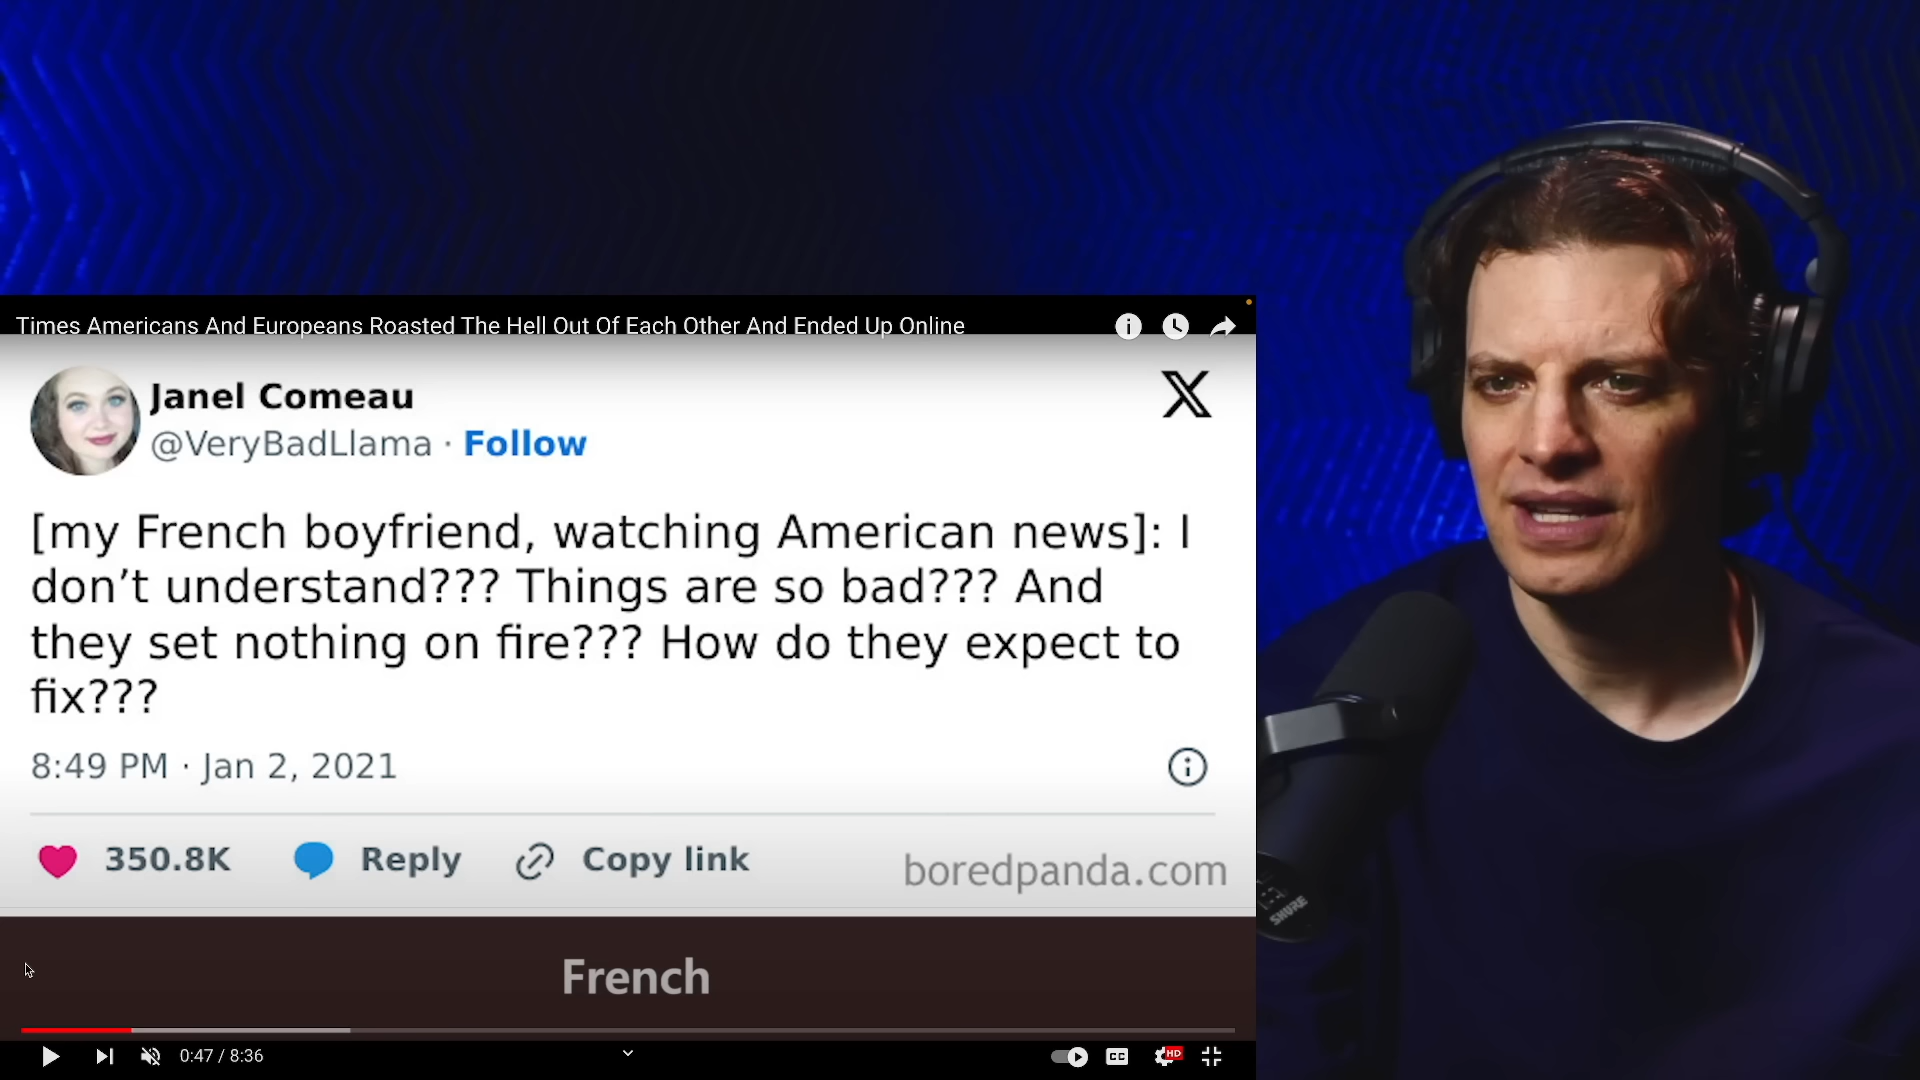 Times Americans And Europeans Roasted The Hell Out Of Each Other And Ended Up Online
Janel Comeau
@VeryBadLlama · Follow
[my French boyfriend, watching American news]: I
don’t understand??? Things are so bad??? And
they set nothing on fire??? How do they expect to
fix???
8:49 PM · Jan 2, 2021
350.8K Reply Copy link
boredpanda.com
French
0:47 / 8:36
CC
HD
SHURE